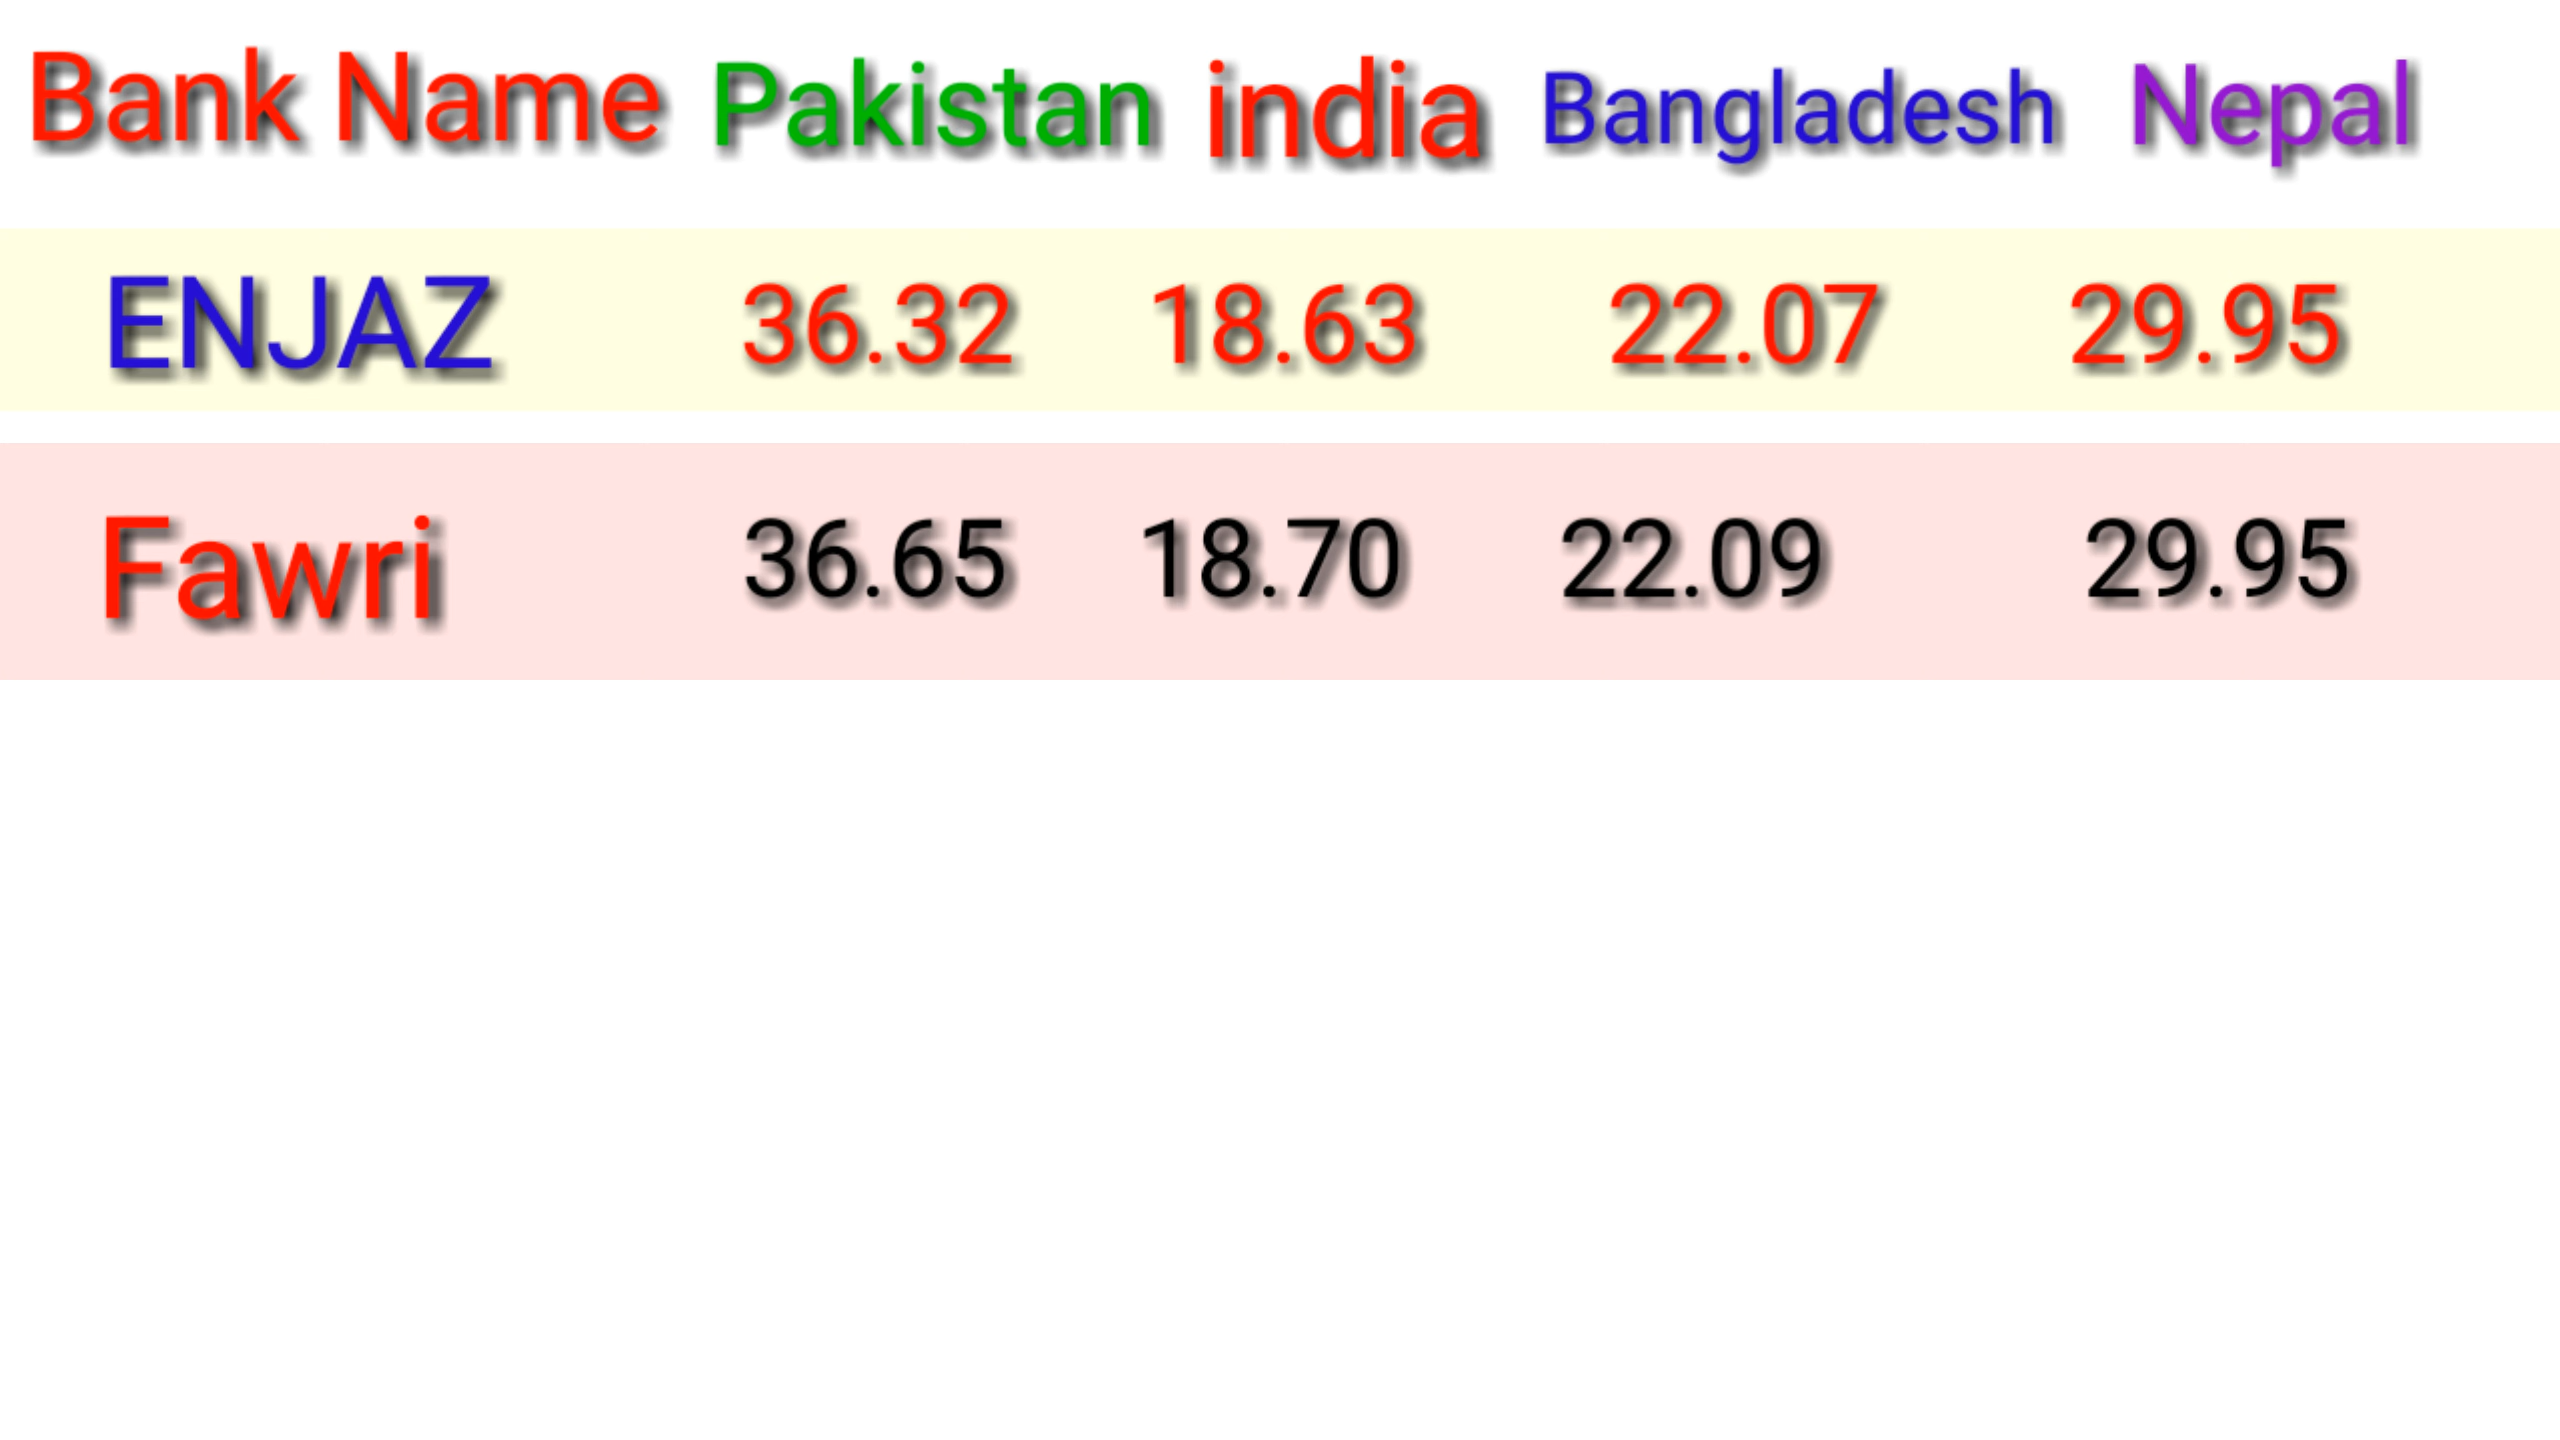 Bank Name Pakistan india Bangladesh Nepal
ENJAZ 36.32 18.63 22.07 29.95
Fawri 36.65 18.70 22.09 29.95